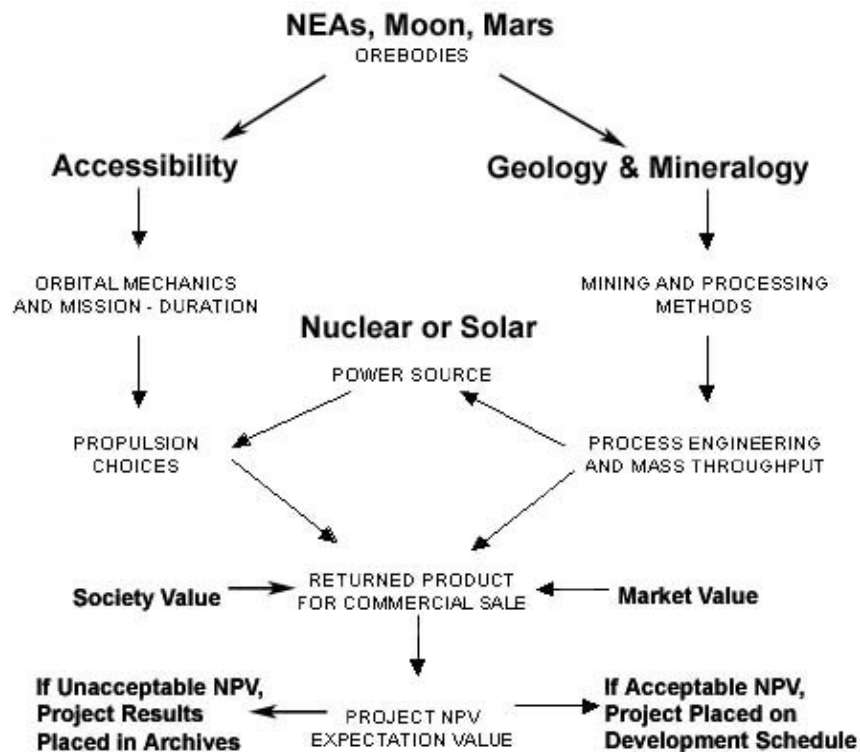 NEAs, Moon, Mars
OREBODIES
Accessibility
Geology & Mineralogy
ORBITAL MECHANICS
AND MISSION - DURATION
MINING AND PROCESSING
METHODS
Nuclear or Solar
POWER SOURCE
PROPULSION
CHOICES
PROCESS ENGINEERING
AND MASS THROUGHPUT
Society Value
RETURNED PRODUCT
FOR COMMERCIAL SALE
Market Value
If Unacceptable NPV,
Project Results
Placed in Archives
PROJECT NPV
EXPECTATION VALUE
If Acceptable NPV,
Project Placed on
Development Schedule